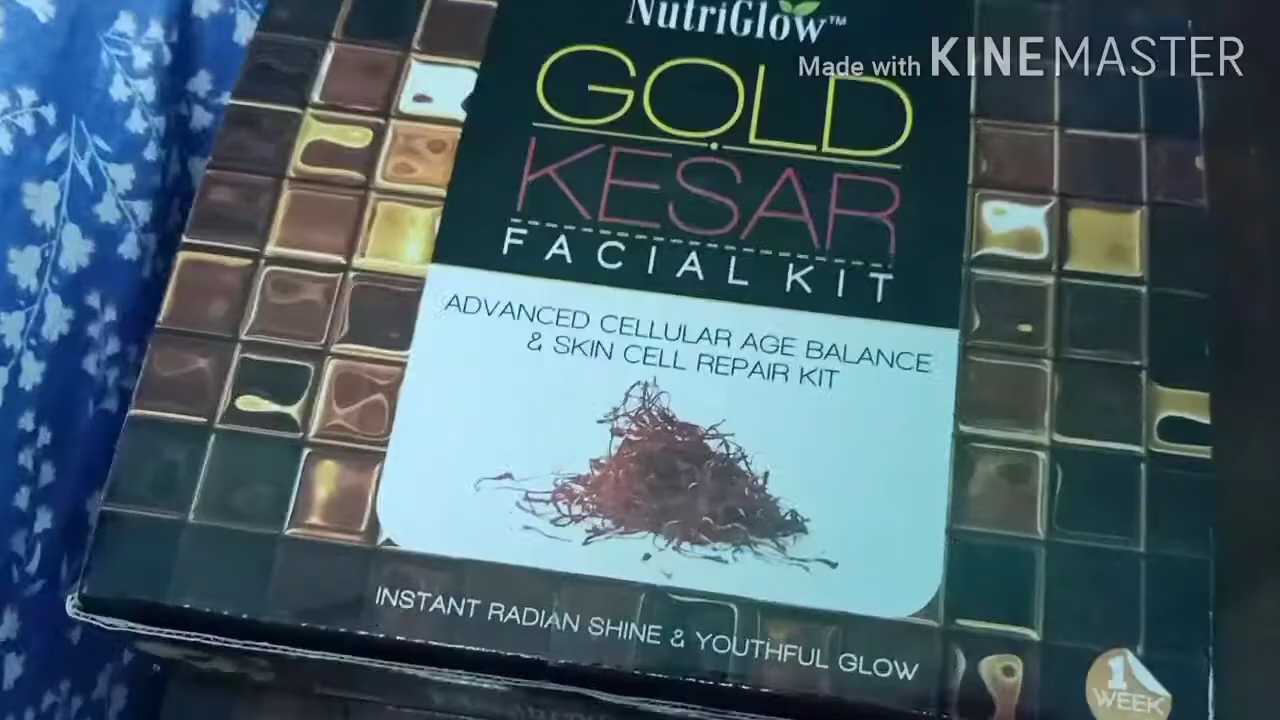 NutriGlow™
Made with KINEMASTER
GOLD
KESAR
FACIAL KIT
ADVANCED CELLULAR AGE BALANCE
& SKIN CELL REPAIR KIT
INSTANT RADIAN SHINE & YOUTHFUL GLOW
1
WEEK